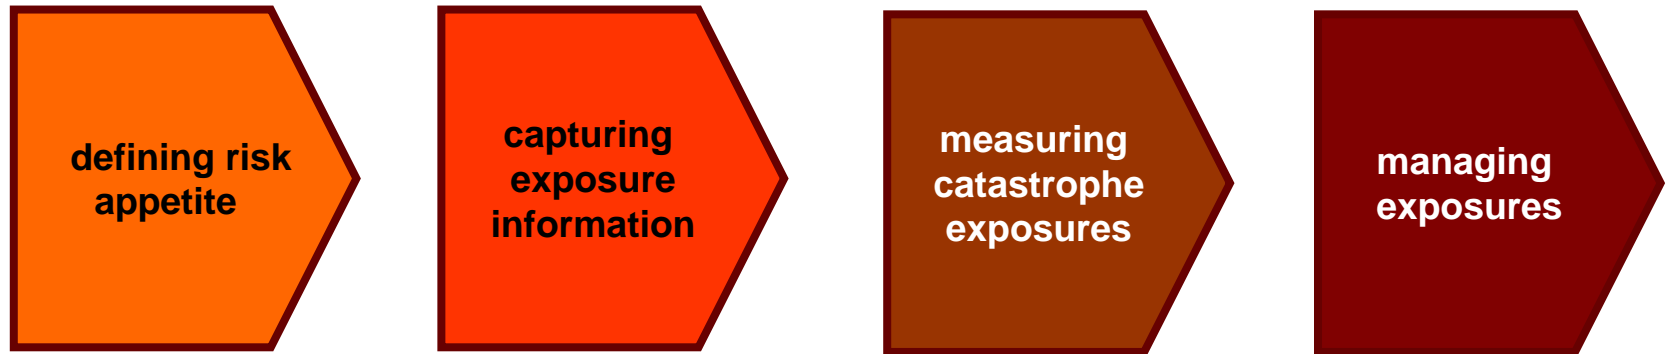 defining risk
appetite
capturing
exposure
information
measuring
catastrophe
exposures
managing
exposures